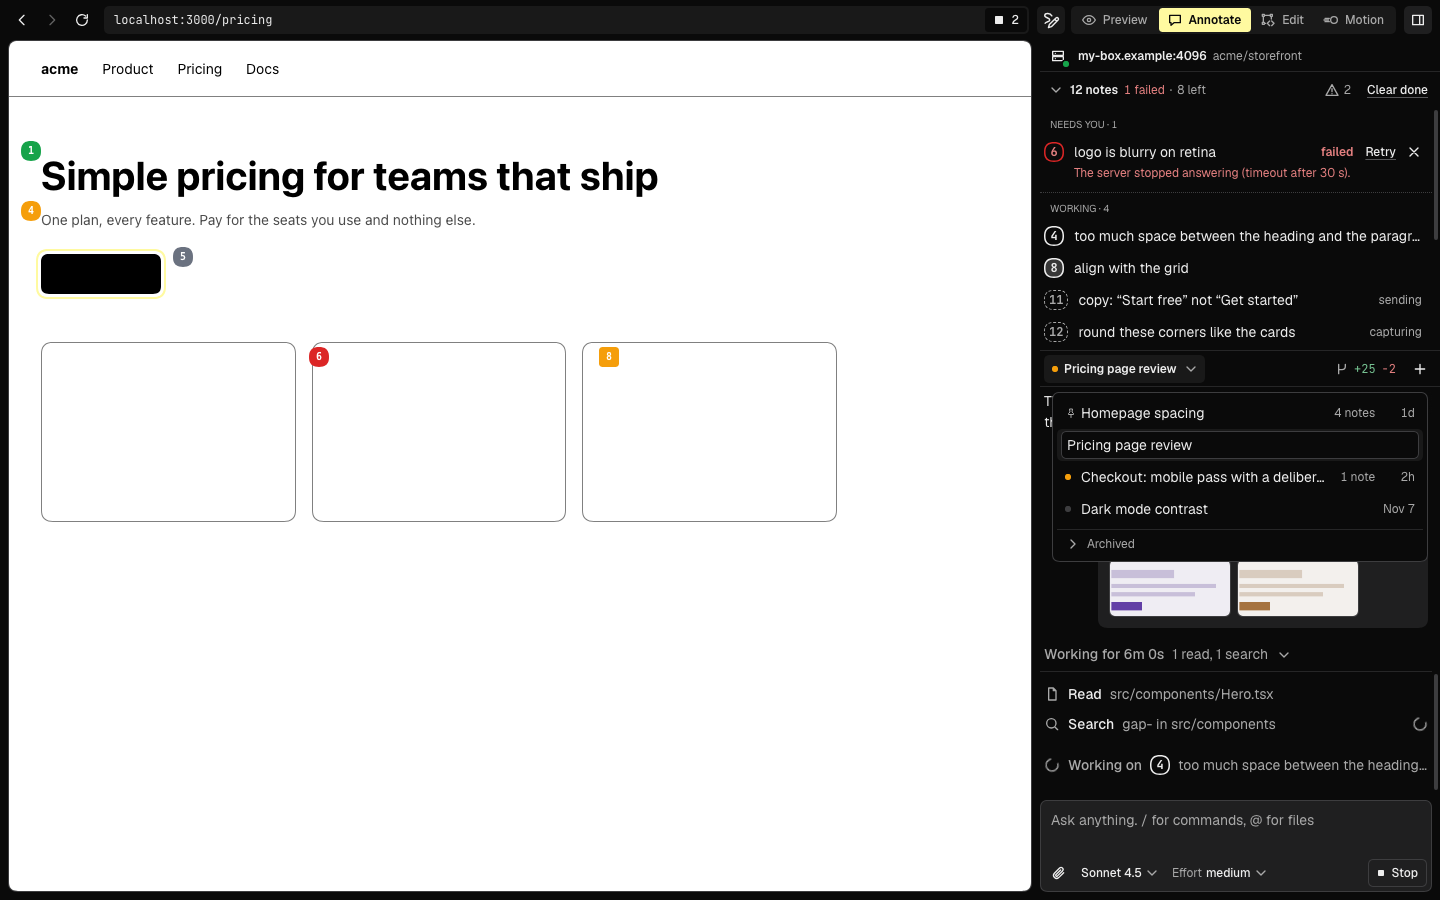 localhost:3000/pricing
2
Preview
Annotate
Edit
Motion
acme
Product
Pricing
Docs
1
Simple pricing for teams that ship
4
One plan, every feature. Pay for the seats you use and nothing else.
5
6
8
my-box.example:4096 acme/storefront
12 notes 1 failed · 8 left
2
Clear done
NEEDS YOU · 1
6 logo is blurry on retina failed Retry
The server stopped answering (timeout after 30 s).
WORKING · 4
4 too much space between the heading and the paragr...
8 align with the grid
11 copy: “Start free” not “Get started” sending
12 round these corners like the cards capturing
Pricing page review
+25 -2
Homepage spacing 4 notes 1d
Pricing page review
Checkout: mobile pass with a deliber... 1 note 2h
Dark mode contrast Nov 7
Archived
Working for 6m 0s 1 read, 1 search
Read src/components/Hero.tsx
Search gap- in src/components
Working on 4 too much space between the heading...
Ask anything. / for commands, @ for files
Sonnet 4.5
Effort medium
Stop